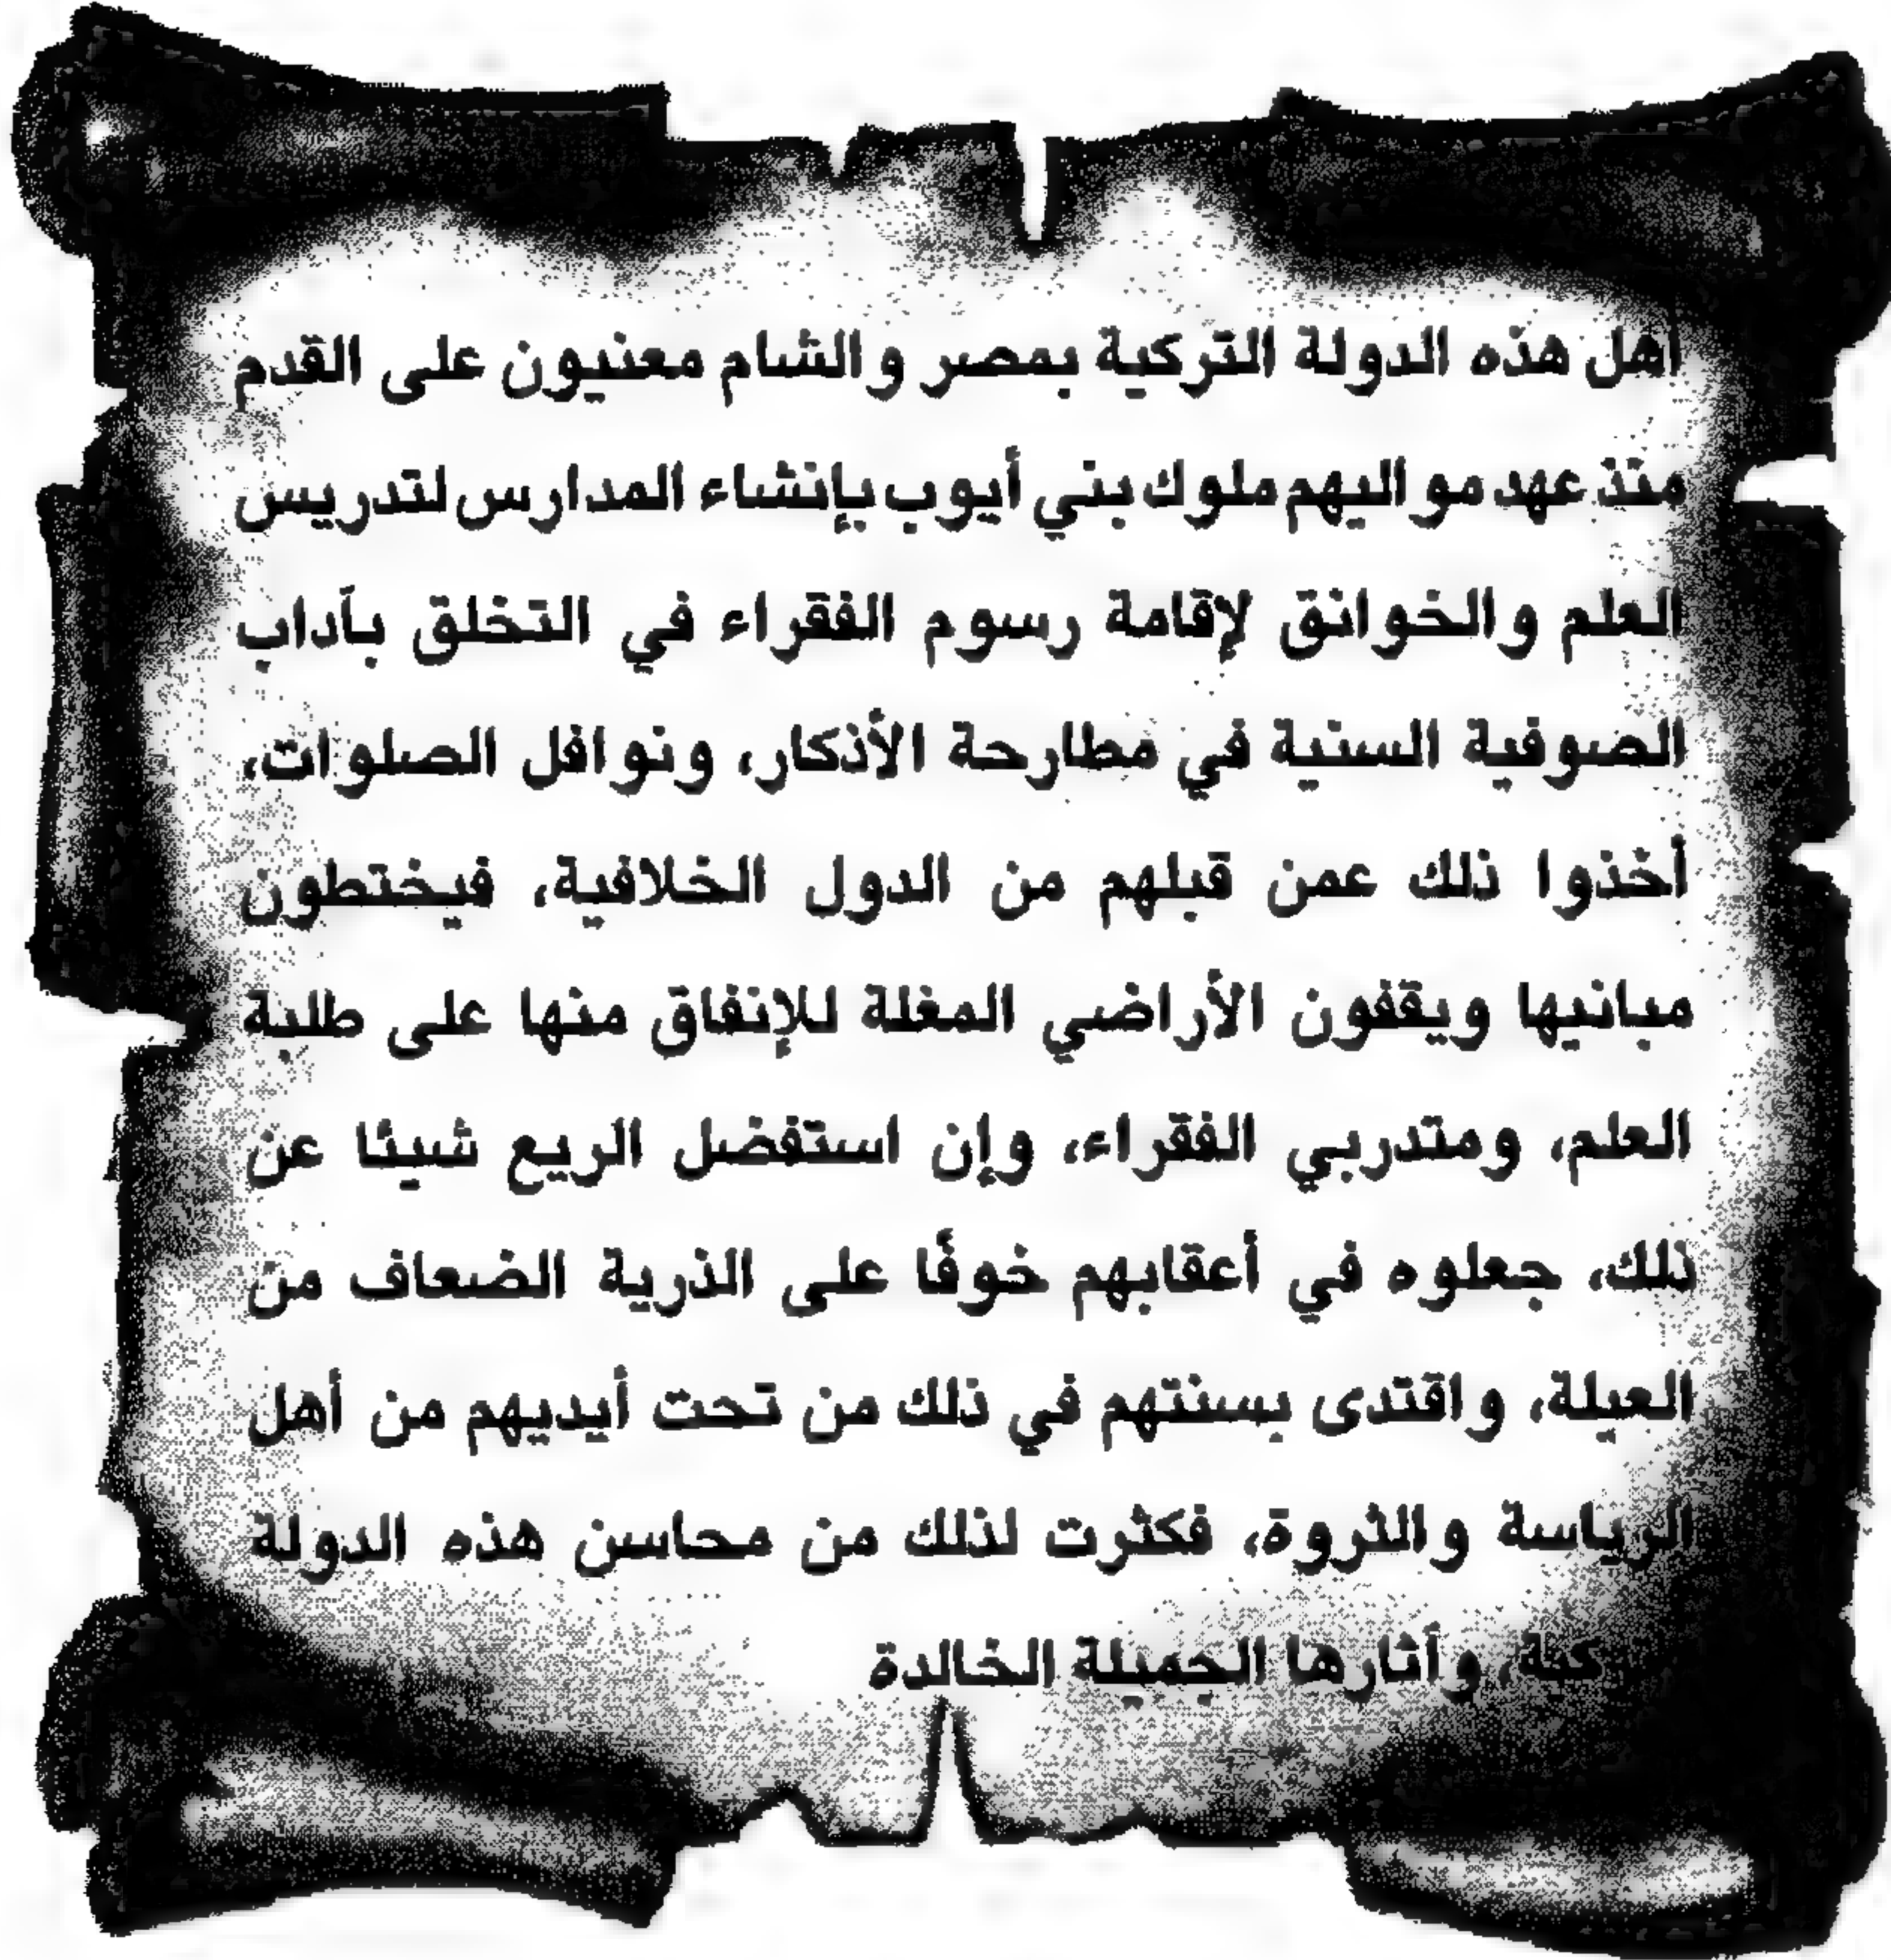 أهل هذه الدولة التركية بمصر والشام معنيون على القدم
منذ عهد مواليهم ملوك بني أيوب بإنشاء المدارس لتدريس
العلم والخوانق لإقامة رسوم الفقراء في التخلق بآداب
الصوفية السنية في مطارحة الأذكار، ونوافل الصلوات،
أخذوا ذلك عمن قبلهم من الدول الخلافية، فيختطون
مبانيها ويقفون الأراضي المغلة للإنفاق منها على طلبة
العلم، ومتدربي الفقراء، وإن استفضل الريع شيئا عن
ذلك، جعلوه في أعقابهم خوفًا على الذرية الضعاف من
العيلة، واقتدى بسنتهم في ذلك من تحت أيديهم من أهل
الرياسة والثروة، فكثرت لذلك من محاسن هذه الدولة
وآثارها الجميلة الخالدة